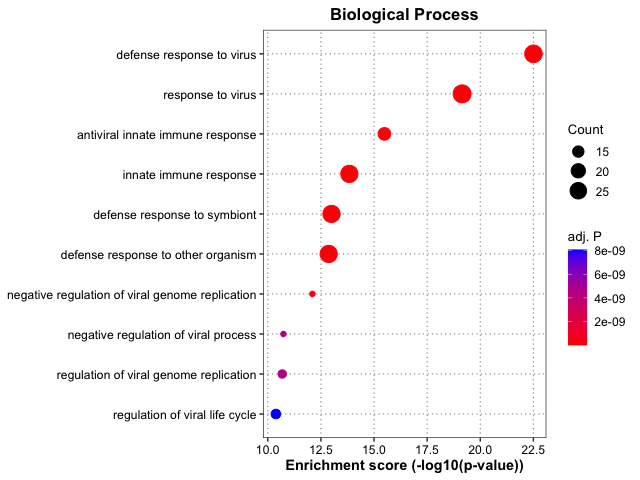 Biological Process
defense response to virus
response to virus
antiviral innate immune response
innate immune response
defense response to symbiont
defense response to other organism
negative regulation of viral genome replication
negative regulation of viral process
regulation of viral genome replication
regulation of viral life cycle
10.0 12.5 15.0 17.5 20.0 22.5
Enrichment score (-log10(p-value))
Count
15
20
25
adj. P
8e-09
6e-09
4e-09
2e-09